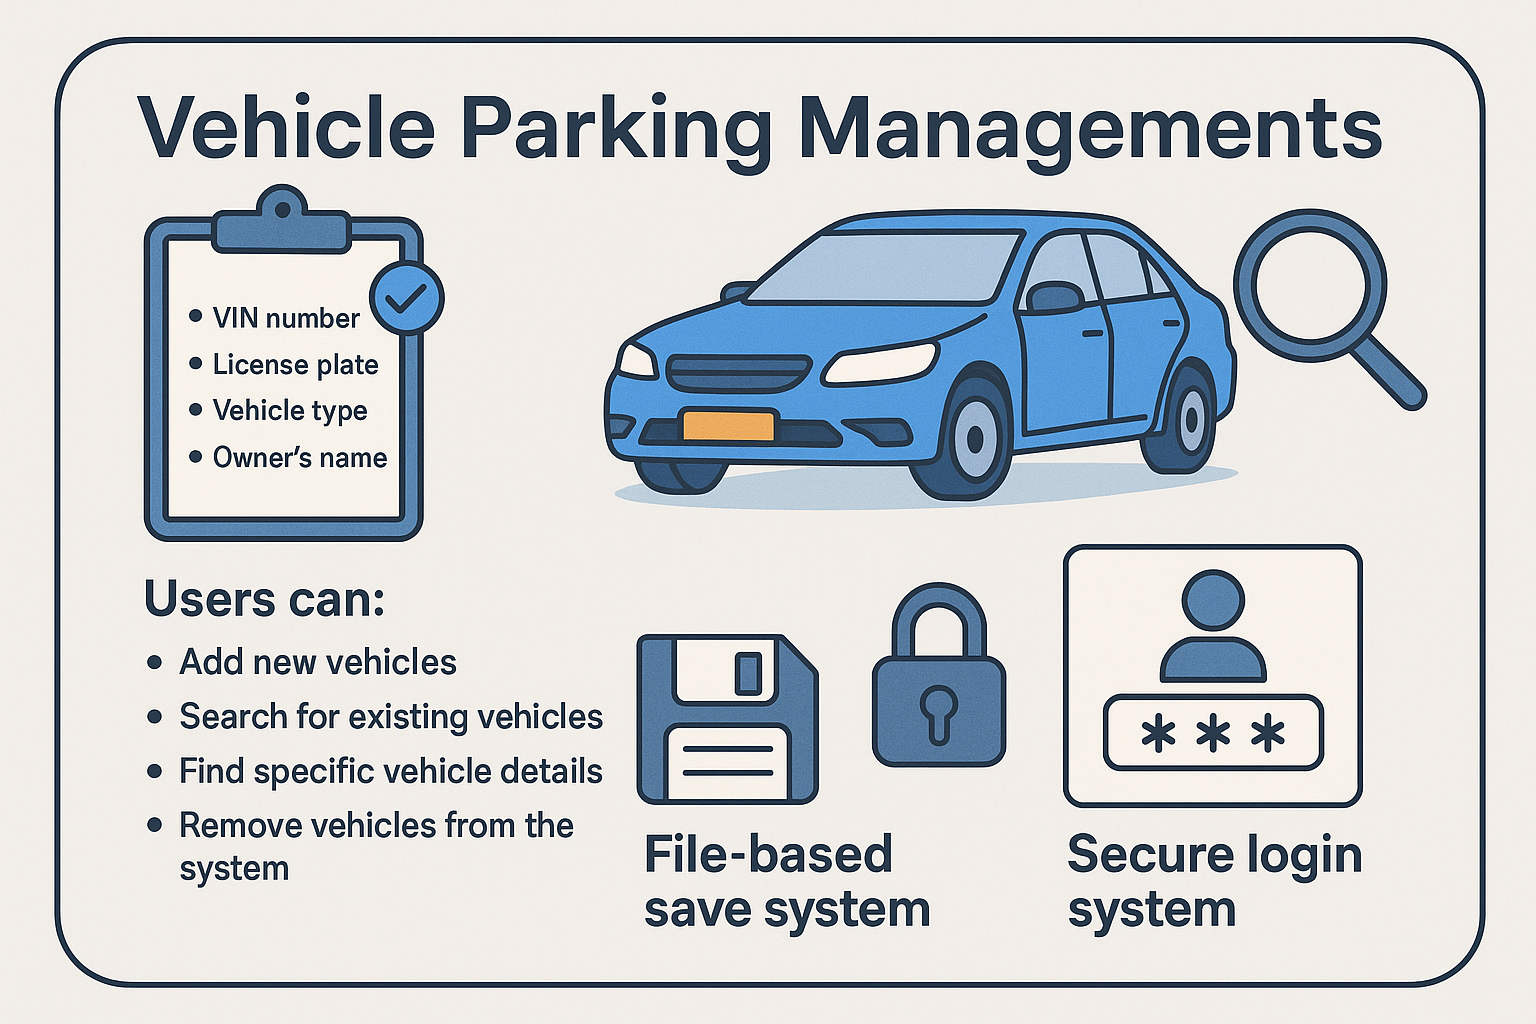 Vehicle Parking Managements
• VIN number
• License plate
• Vehicle type
• Owner’s name
Users can:
• Add new vehicles
• Search for existing vehicles
• Find specific vehicle details
• Remove vehicles from the
system
File-based
save system
***
Secure login
system